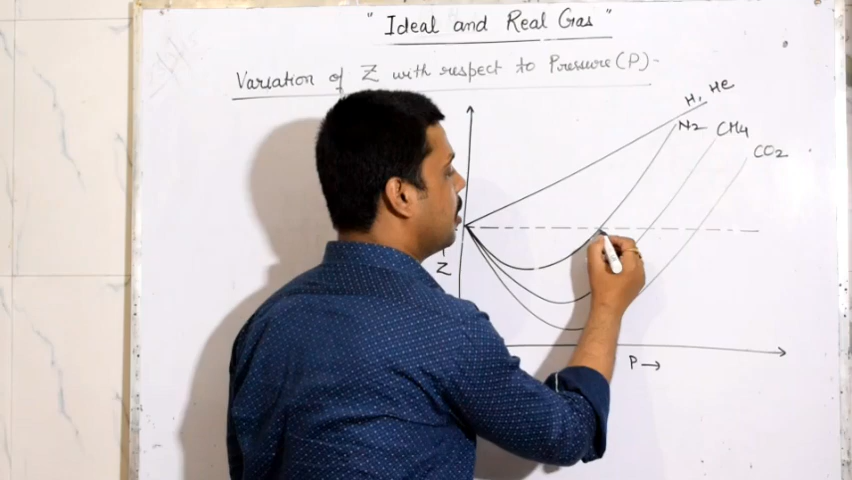 " Ideal and Real Gas "
Variation of Z with respect to Pressure (P) -
H, He
N2
CH4
CO2
Z
P →